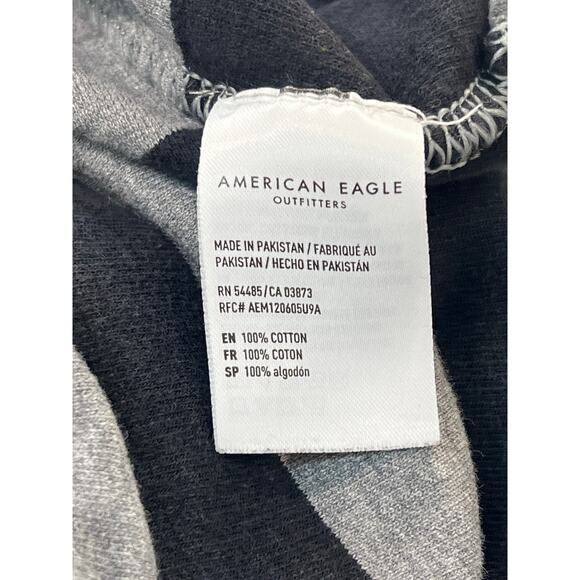 AMERICAN EAGLE
OUTFITTERS
MADE IN PAKISTAN / FABRIQUÉ AU
PAKISTAN / HECHO EN PAKISTÁN
RN 54485/CA 03873
RFC# AEM120605U9A
EN 100% COTTON
FR 100% COTON
SP 100% algodón